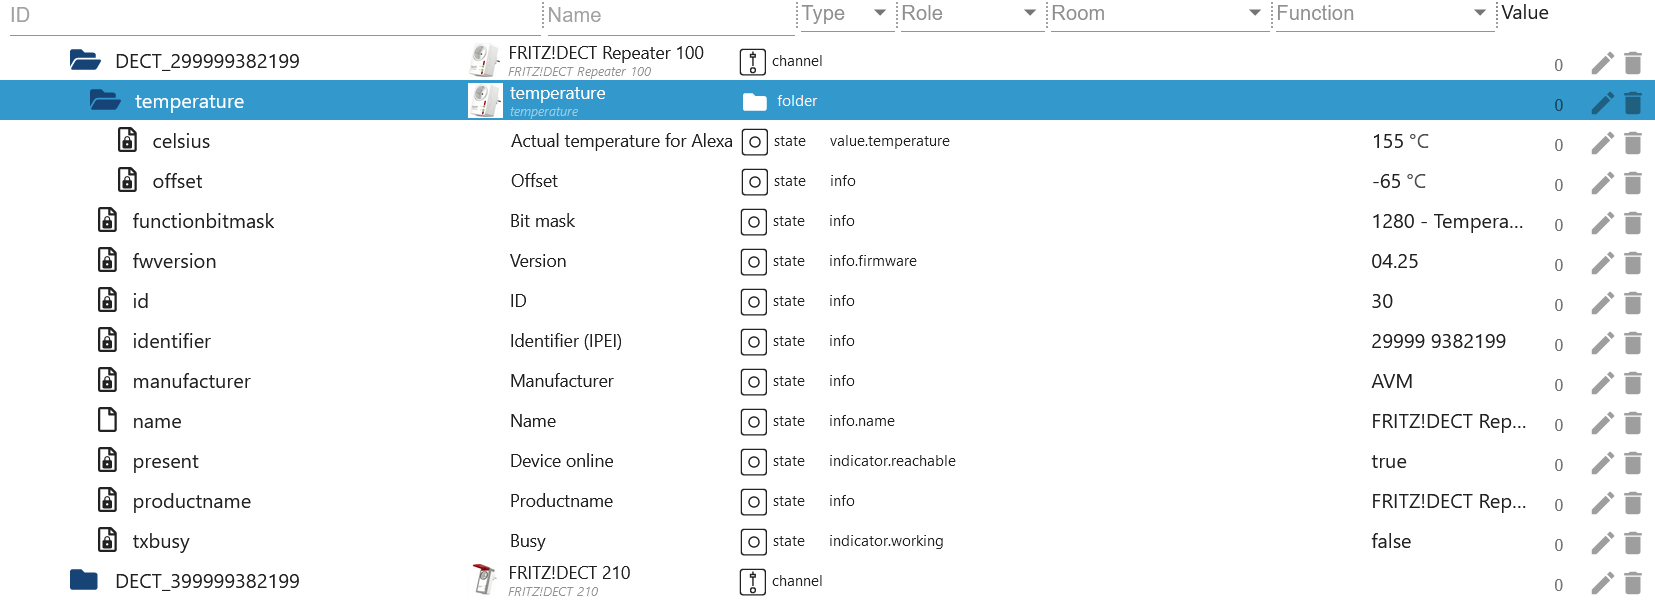 ID Name Type Role Room Function Value
DECT_299999382199 FRITZ!DECT Repeater 100 channel 0
FRITZ!DECT Repeater 100
temperature temperature folder 0
temperature
celsius Actual temperature for Alexa state value.temperature 155 °C 0
offset Offset state info -65 °C 0
functionbitmask Bit mask state info 1280 - Tempera... 0
fwversion Version state info.firmware 04.25 0
id ID state info 30 0
identifier Identifier (IPEI) state info 29999 9382199 0
manufacturer Manufacturer state info AVM 0
name Name state info.name FRITZ!DECT Rep... 0
present Device online state indicator.reachable true 0
productname Productname state info FRITZ!DECT Rep... 0
txbusy Busy state indicator.working false 0
DECT_399999382199 FRITZ!DECT 210 channel 0
FRITZ!DECT 210